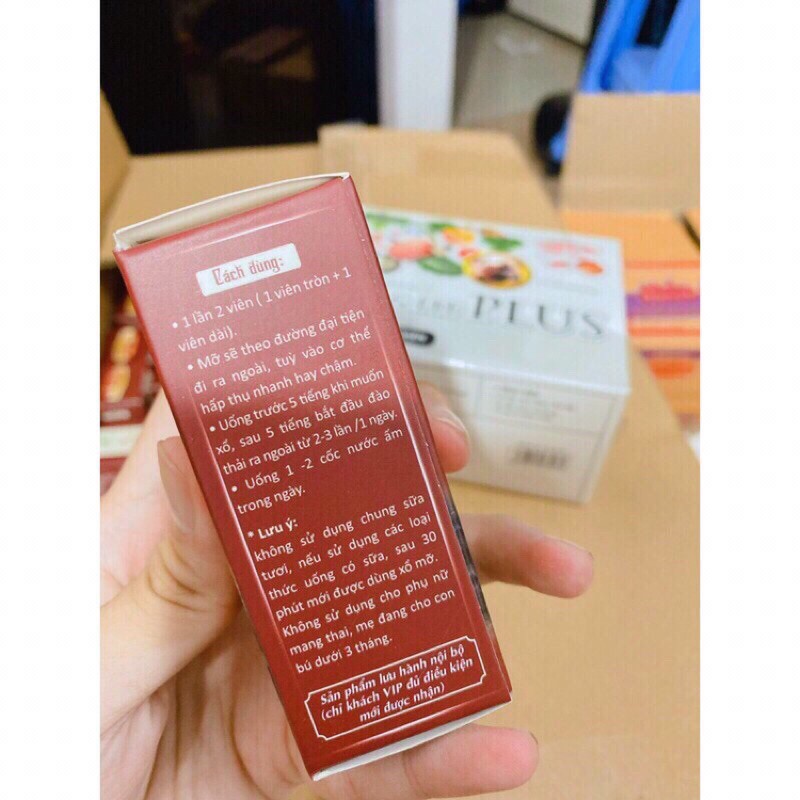 Cách dùng:
• 1 lần 2 viên ( 1 viên tròn + 1
viên dài).
• Mỡ sẽ theo đường đại tiện
đi ra ngoài, tuỳ vào cơ thể
hấp thụ nhanh hay chậm.
• Uống trước 5 tiếng khi muốn
xổ, sau 5 tiếng bắt đầu đào
thải ra ngoài từ 2-3 lần /1 ngày.
• Uống 1 -2 cốc nước ấm
trong ngày.
• Lưu ý:
không sử dụng chung sữa
tươi, nếu sử dụng các loại
thức uống có sữa, sau 30
phút mới được dùng xổ mỡ.
Không sử dụng cho phụ nữ
mang thai, mẹ đang cho con
bú dưới 3 tháng.
Sản phẩm lưu hành nội bộ
(chỉ khách VIP đủ điều kiện
mới được nhận)
PLUS